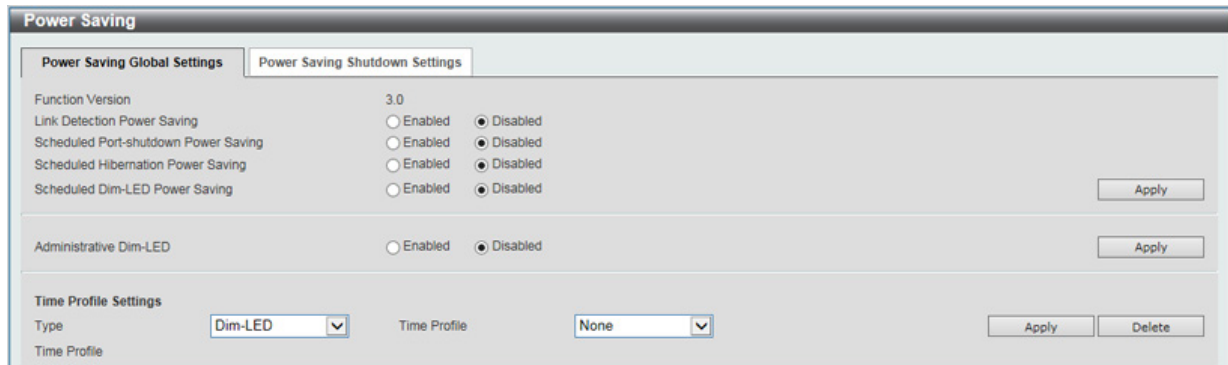 Power Saving
Power Saving Global Settings Power Saving Shutdown Settings
Function Version 3.0
Link Detection Power Saving Enabled Disabled
Scheduled Port-shutdown Power Saving Enabled Disabled
Scheduled Hibernation Power Saving Enabled Disabled
Scheduled Dim-LED Power Saving Enabled Disabled Apply
Administrative Dim-LED Enabled Disabled Apply
Time Profile Settings
Type Dim-LED Time Profile None Apply Delete
Time Profile